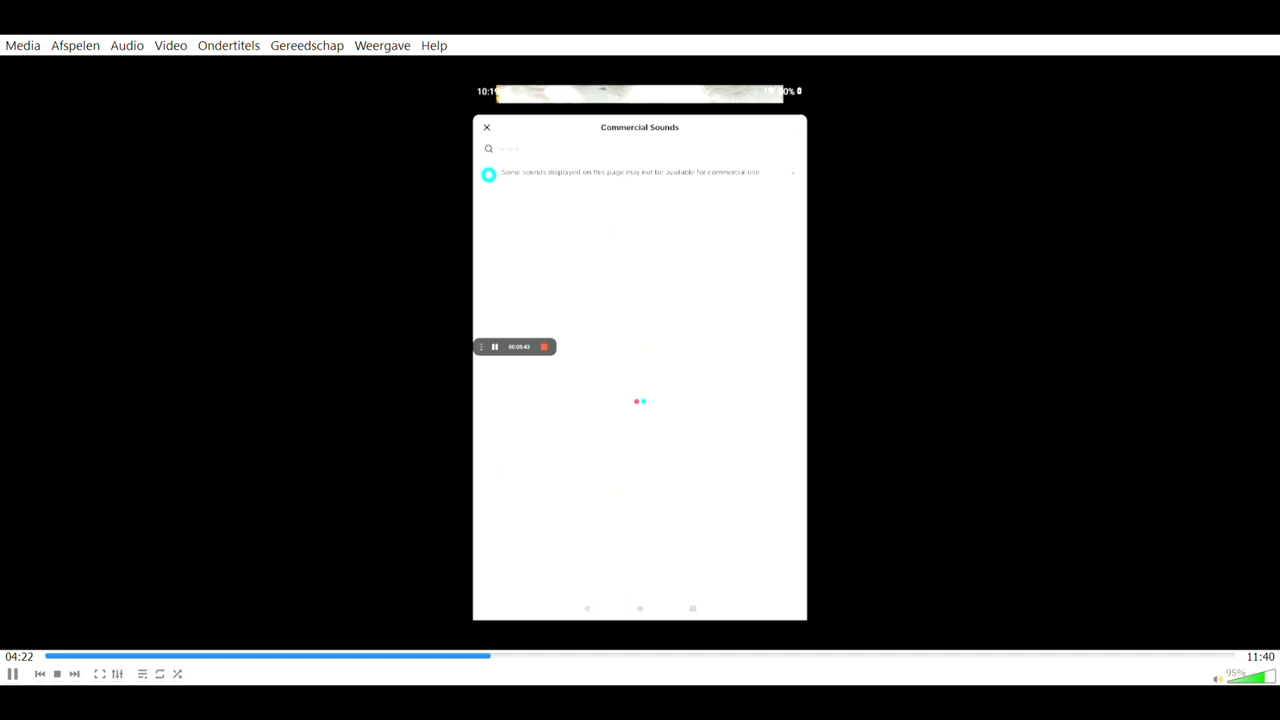 Media Afspelen Audio Video Ondertitels Gereedschap Weergave Help
Commercial Sounds
Search
Some sounds displayed on this page may not be available for commercial use
00:05:43
04:22
11:40
95%